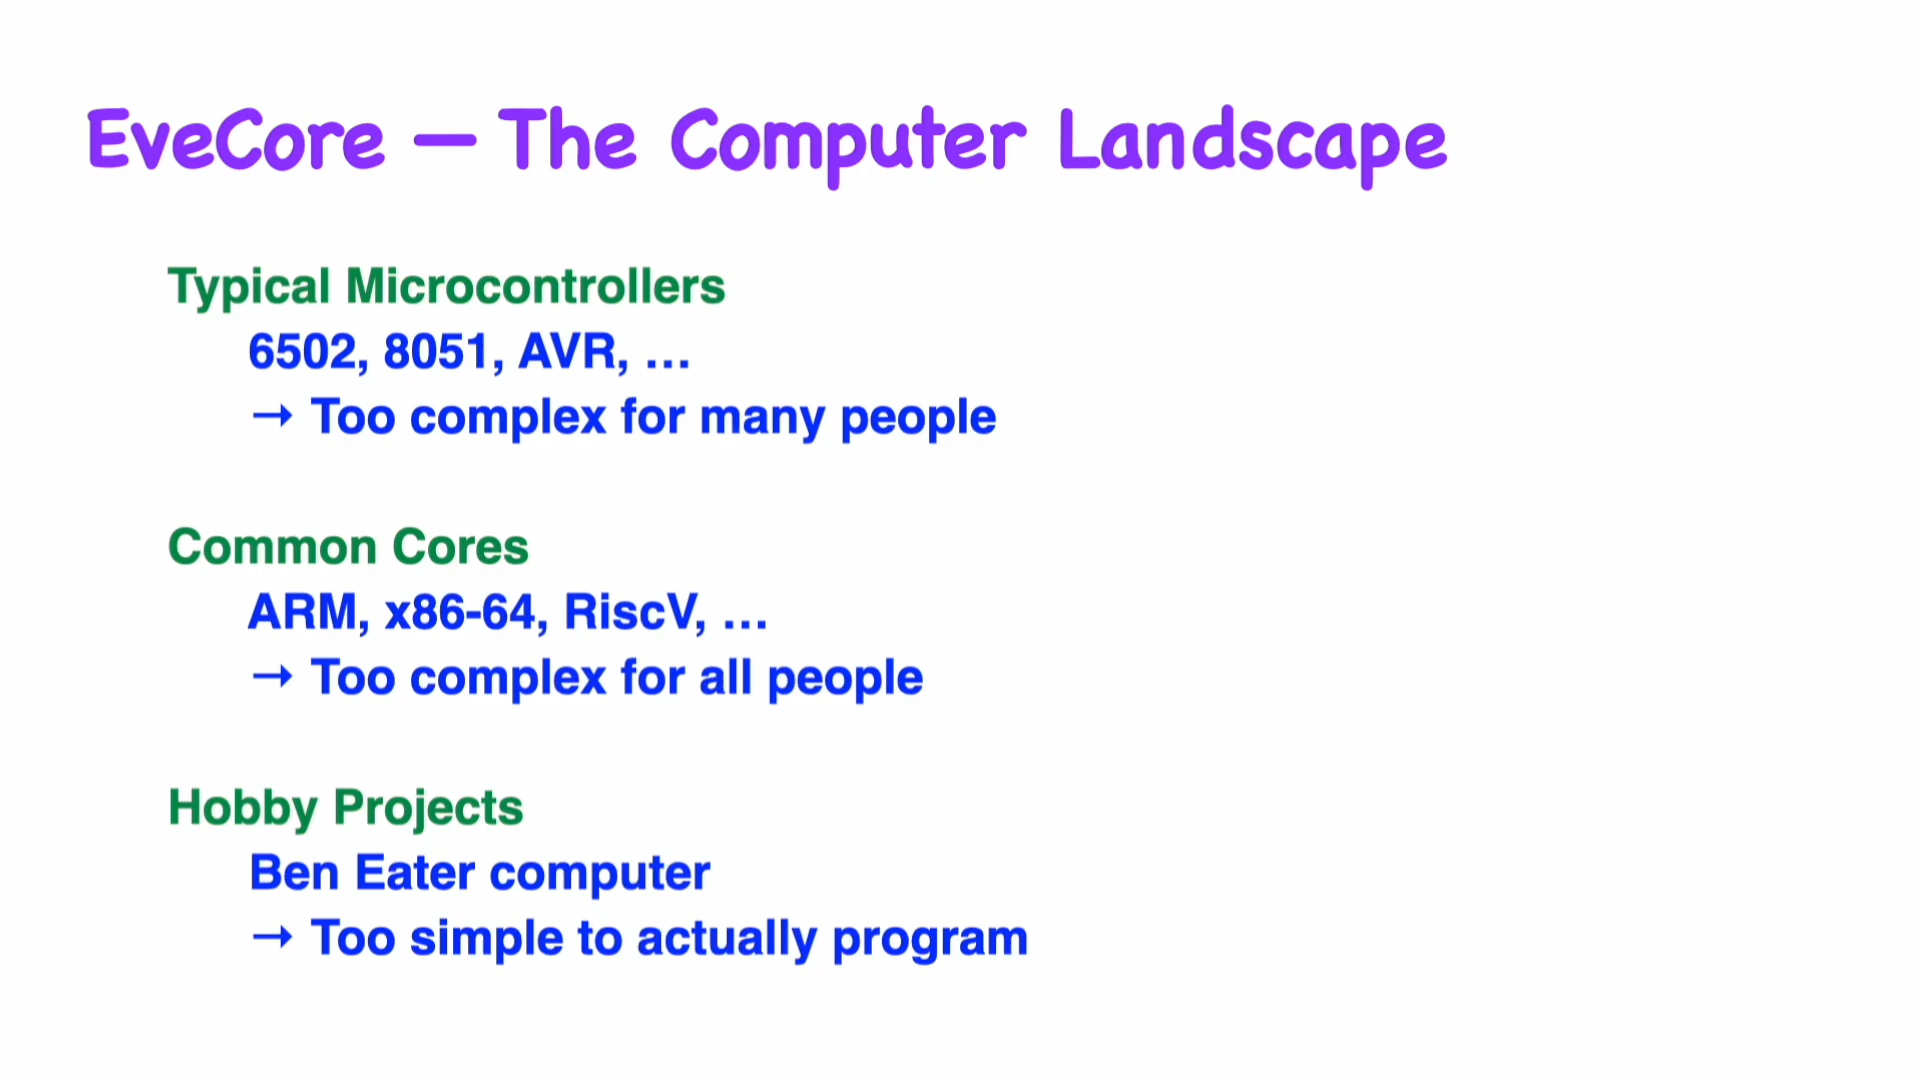 EveCore — The Computer Landscape
Typical Microcontrollers
6502, 8051, AVR, …
→ Too complex for many people
Common Cores
ARM, x86-64, RiscV, …
→ Too complex for all people
Hobby Projects
Ben Eater computer
→ Too simple to actually program